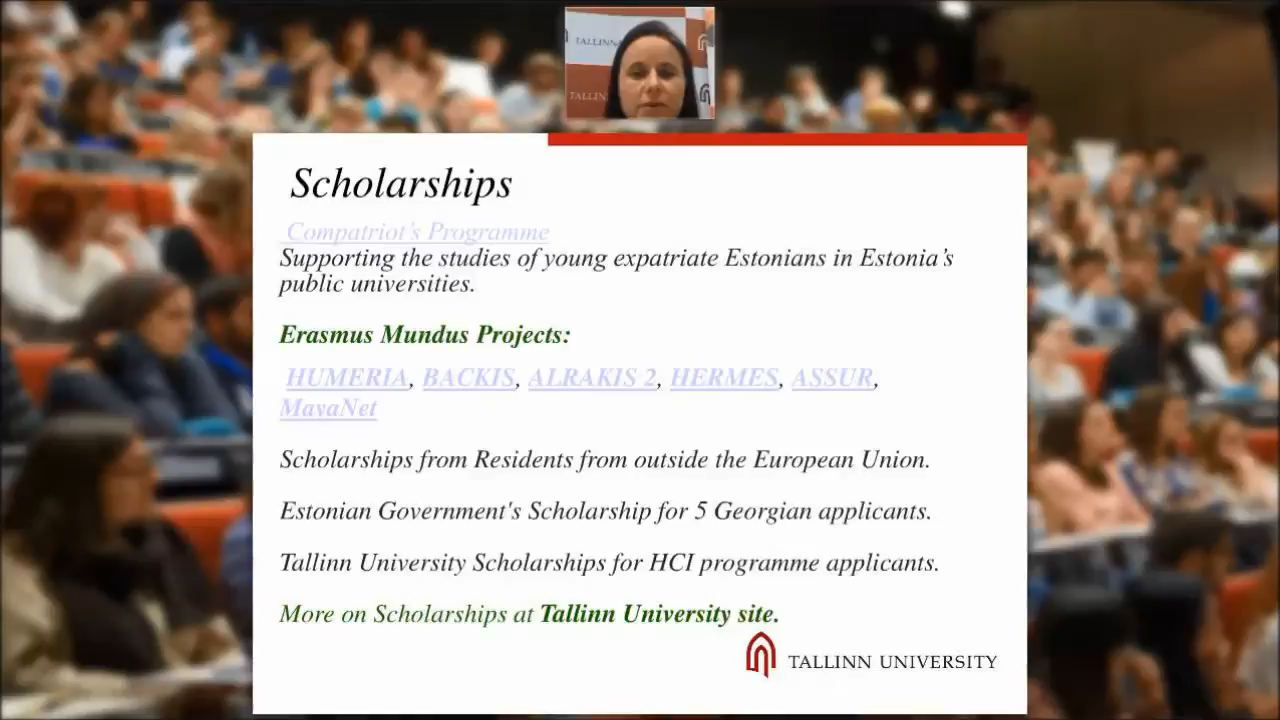 TALLINN
TALLIN
Scholarships
Compatriot's Programme
Supporting the studies of young expatriate Estonians in Estonia's
public universities.
Erasmus Mundus Projects:
HUMERIA, BACKIS, ALRAKIS 2, HERMES, ASSUR,
MayaNet
Scholarships from Residents from outside the European Union.
Estonian Government's Scholarship for 5 Georgian applicants.
Tallinn University Scholarships for HCI programme applicants.
More on Scholarships at Tallinn University site.
TALLINN UNIVERSITY